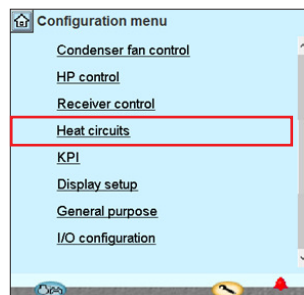 Configuration menu
Condenser fan control
HP control
Receiver control
Heat circuits
KPI
Display setup
General purpose
I/O configuration